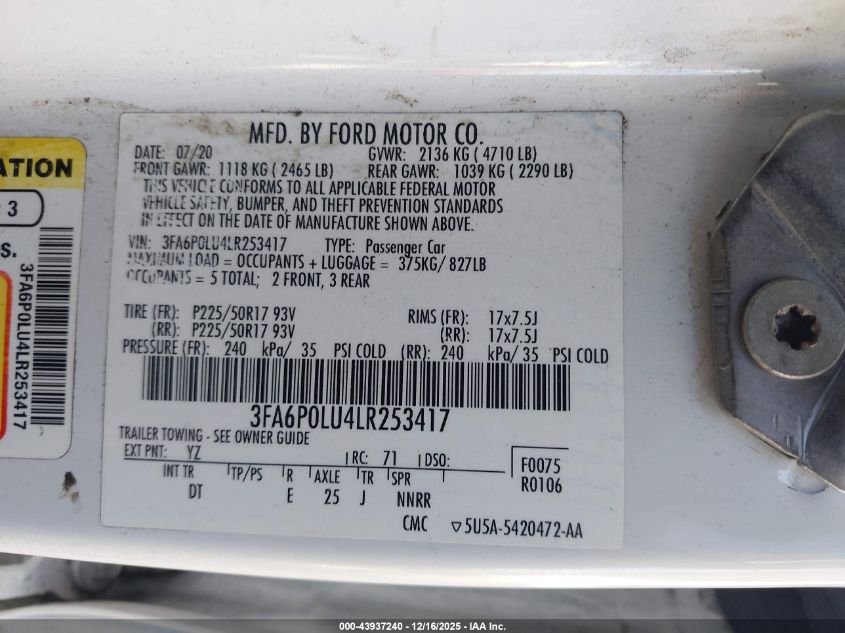 MFD. BY FORD MOTOR CO.
DATE: 07/20 GVWR: 2136 KG ( 4710 LB)
FRONT GAWR: 1118 KG ( 2465 LB) REAR GAWR: 1039 KG ( 2290 LB)
THIS VEHICLE CONFORMS TO ALL APPLICABLE FEDERAL MOTOR
VEHICLE SAFETY, BUMPER, AND THEFT PREVENTION STANDARDS
IN EFFECT ON THE DATE OF MANUFACTURE SHOWN ABOVE.
VIN: 3FA6P0LU4LR253417 TYPE: Passenger Car
MAXIMUM LOAD = OCCUPANTS + LUGGAGE = 375KG/ 827LB
OCCUPANTS = 5 TOTAL; 2 FRONT, 3 REAR
TIRE (FR): P225/50R17 93V RIMS (FR): 17x7.5J
(RR): P225/50R17 93V (RR): 17x7.5J
PRESSURE (FR): 240 kPa/ 35 PSI COLD (RR): 240 kPa/ 35 PSI COLD
3FA6P0LU4LR253417
TRAILER TOWING - SEE OWNER GUIDE
EXT PNT: YZ RC: 71 DSO: F0075
INT TR TP/PS R AXLE TR SPR R0106
DT E 25 J NNRR
CMC ▽5U5A-5420472-AA
ATION
3
S.
3FA6P0LU4LR253417
000-43937240 - 12/16/2025 - IAA Inc.